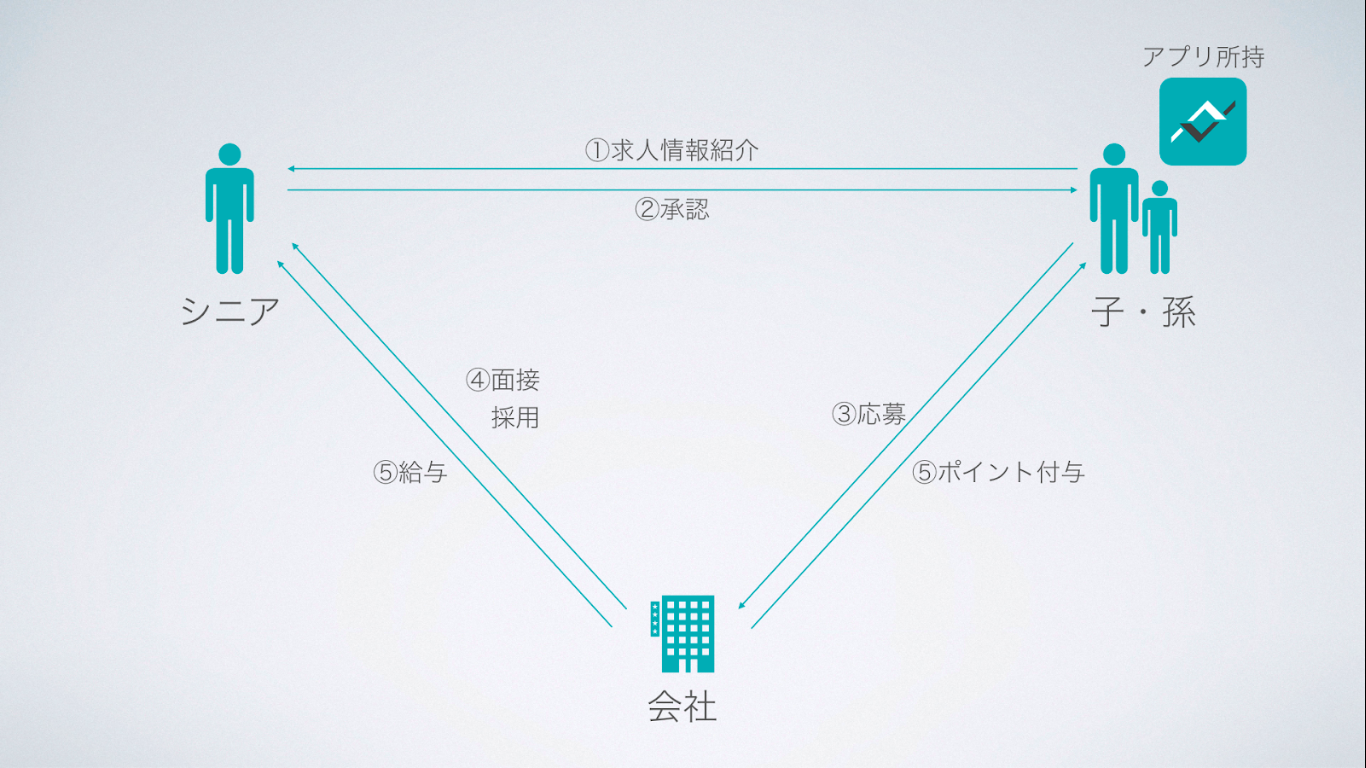 アプリ所持
①求人情報紹介
②承認
シニア
子・孫
④面接
採用
③応募
⑤給与
⑤ポイント付与
会社